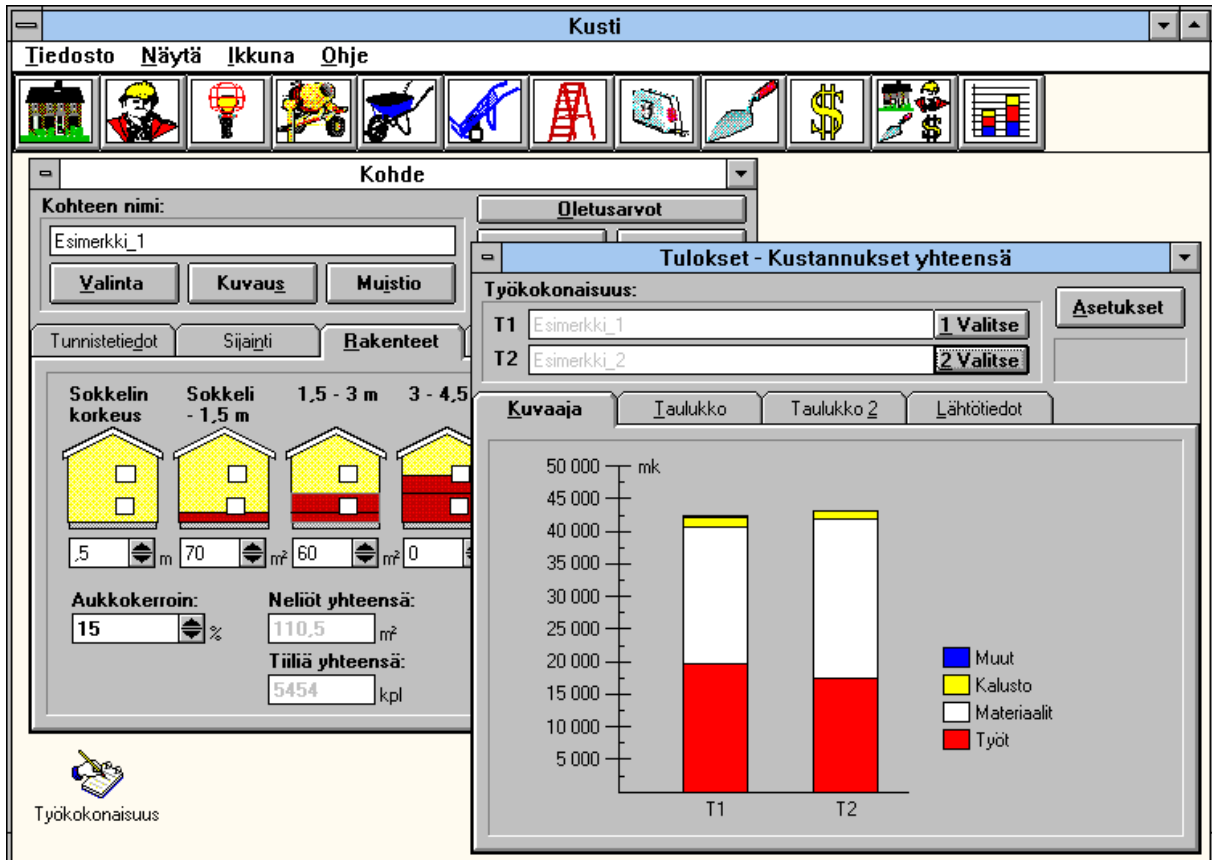 Kusti
Tiedosto Näytä Ikkuna Ohje
Kohde
Kohteen nimi:
Oletusarvot
Esimerkki_1
Valinta Kuvaus Muistio
Tunnistetiedot Sijainti Rakenteet
Sokkelin korkeus
Sokkeli - 1,5 m
1,5 - 3 m
3 - 4,5
,5 m 70 m² 60 m² 0
Aukkokerroin:
15 %
Neliöt yhteensä:
110,5 m²
Tiiliä yhteensä:
5454 kpl
Työkokonaisuus
Tulokset - Kustannukset yhteensä
Työkokonaisuus:
Asetukset
T1 Esimerkki_1 1 Valitse
T2 Esimerkki_2 2 Valitse
Kuvaaja Taulukko Taulukko 2 Lähtötiedot
50 000 mk
45 000
40 000
35 000
30 000
25 000
20 000
15 000
10 000
5 000
T1 T2
Muut
Kalusto
Materiaalit
Työt